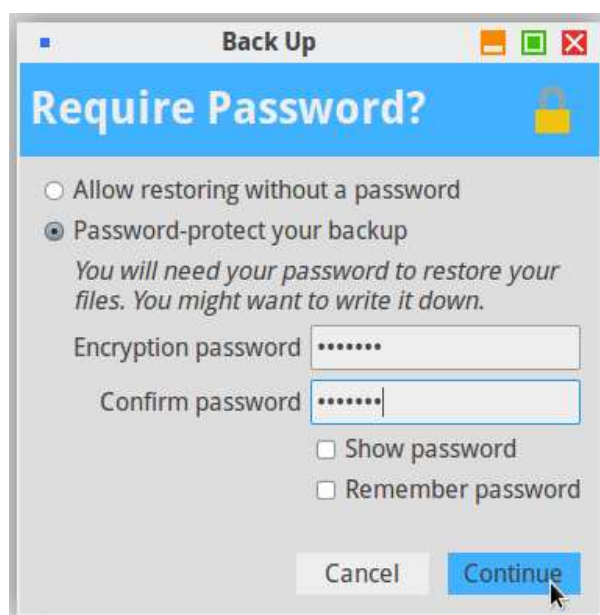 Back Up
Require Password?
Allow restoring without a password
Password-protect your backup
You will need your password to restore your
files. You might want to write it down.
Encryption password •••••••
Confirm password •••••••
Show password
Remember password
Cancel Continue